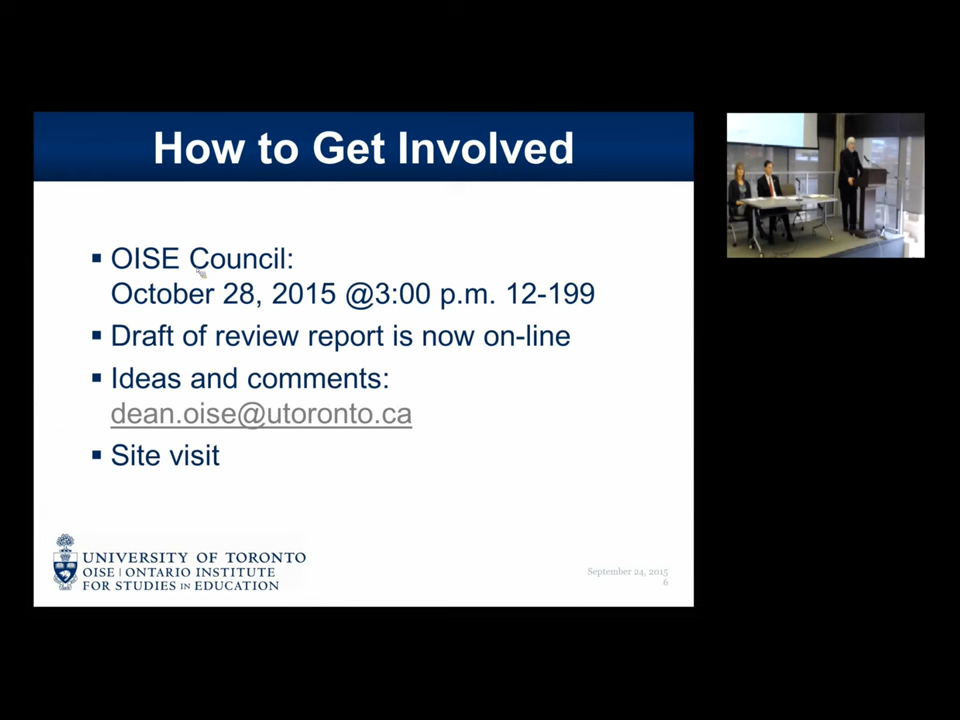 How to Get Involved
▪ OISE Council:
October 28, 2015 @3:00 p.m. 12-199
▪ Draft of review report is now on-line
▪ Ideas and comments:
dean.oise@utoronto.ca
▪ Site visit
UNIVERSITY OF TORONTO
OISE | ONTARIO INSTITUTE
FOR STUDIES IN EDUCATION
September 24, 2015
6